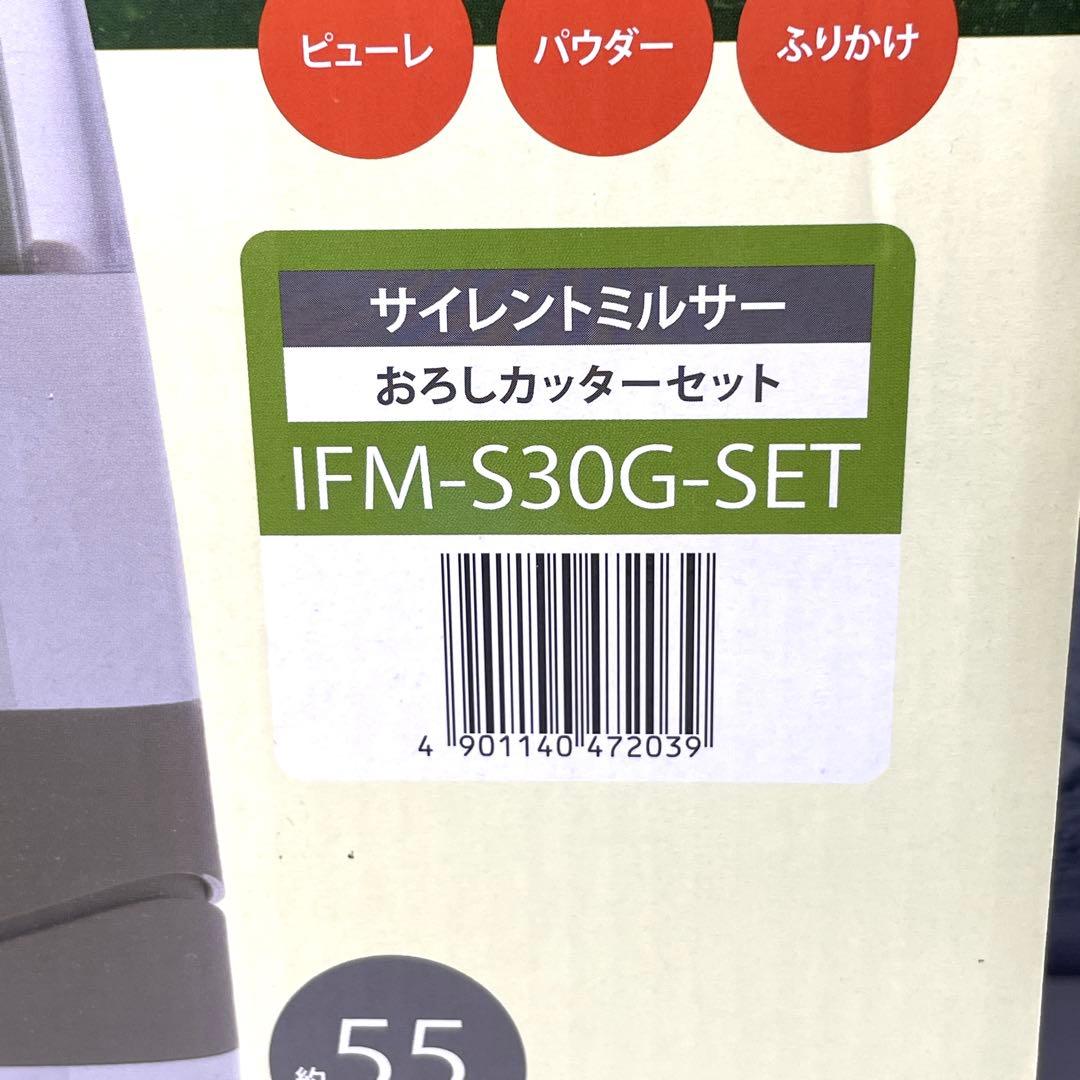 ピューレ
パウダー
ふりかけ
サイレントミルサー
おろしカッターセット
IFM-S30G-SET
4 901140 472039
約55